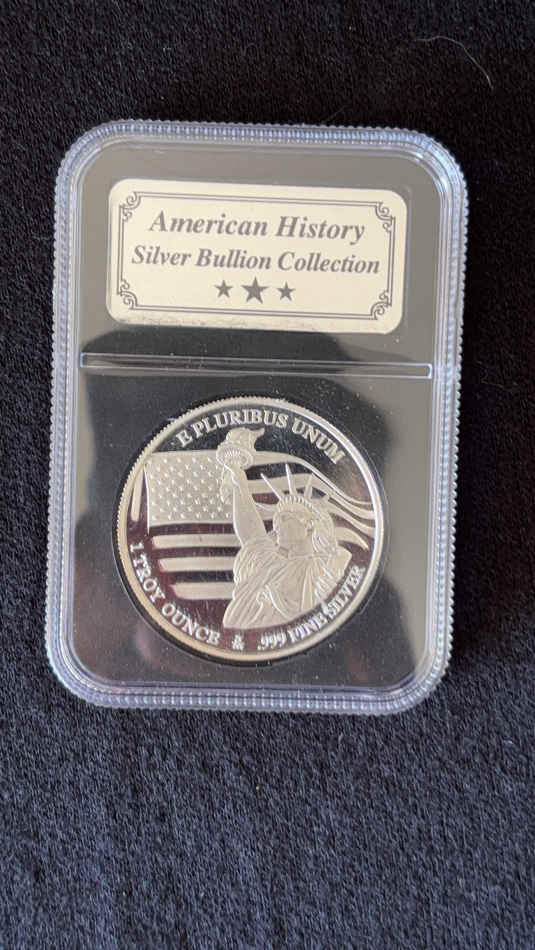 American History
Silver Bullion Collection
E PLURIBUS UNUM
1 TROY OUNCE & .999 FINE SILVER